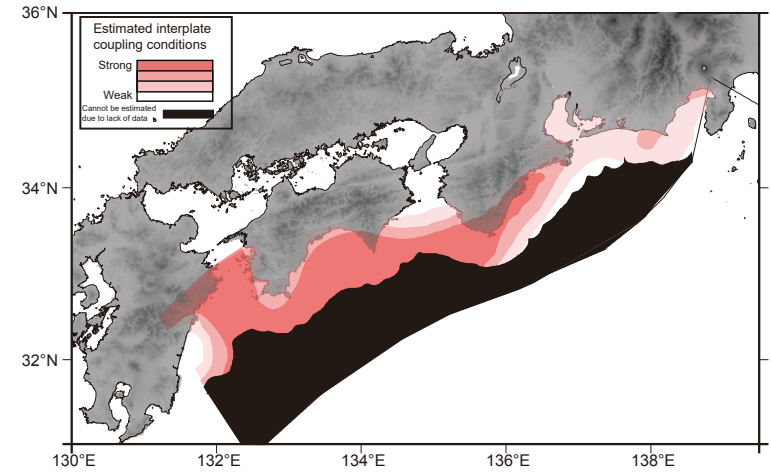 36°N
Estimated interplate
coupling conditions
Strong
Weak
Cannot be estimated
due to lack of data
34°N
32°N
130°E
132°E
134°E
136°E
138°E